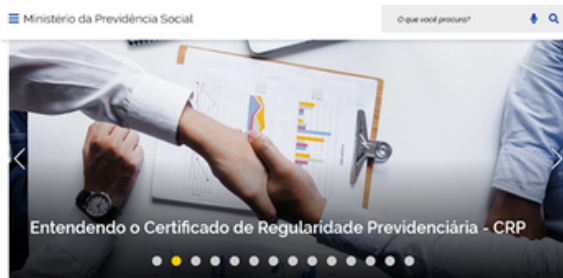 Ministério da Previdência Social
O que você procura?
Entendendo o Certificado de Regularidade Previdenciária - CRP